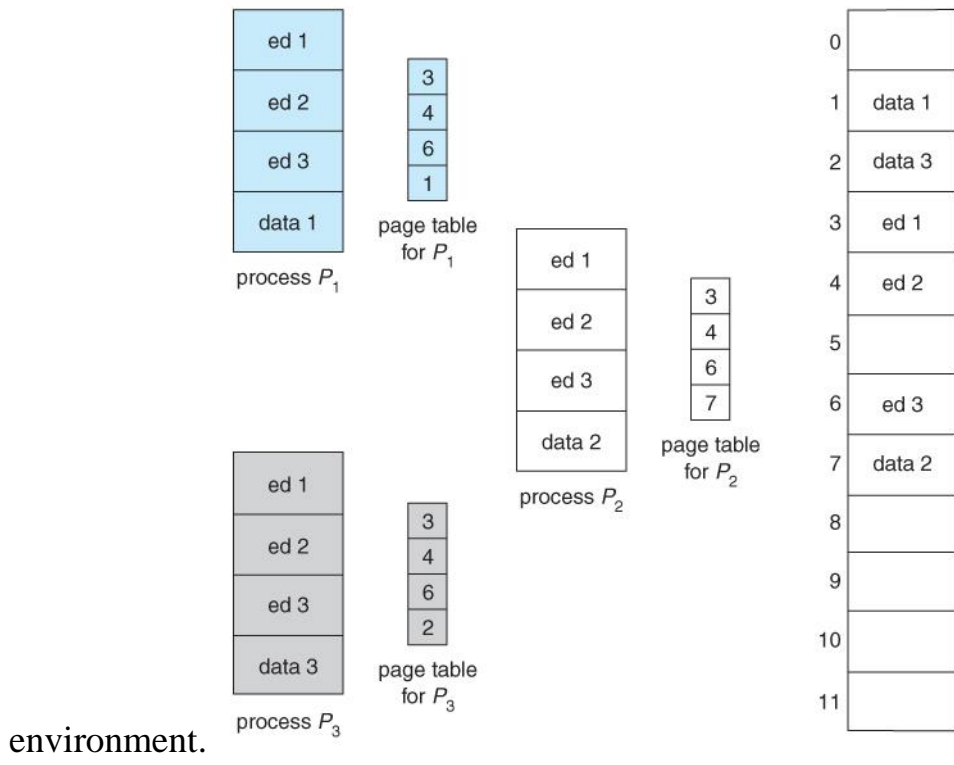 ed 1
ed 2
ed 3
data 1
process P1
3
4
6
1
page table
for P1
ed 1
ed 2
ed 3
data 2
process P2
3
4
6
7
page table
for P2
ed 1
ed 2
ed 3
data 3
process P3
3
4
6
2
page table
for P3
0
1 data 1
2 data 3
3 ed 1
4 ed 2
5
6 ed 3
7 data 2
8
9
10
11
environment.